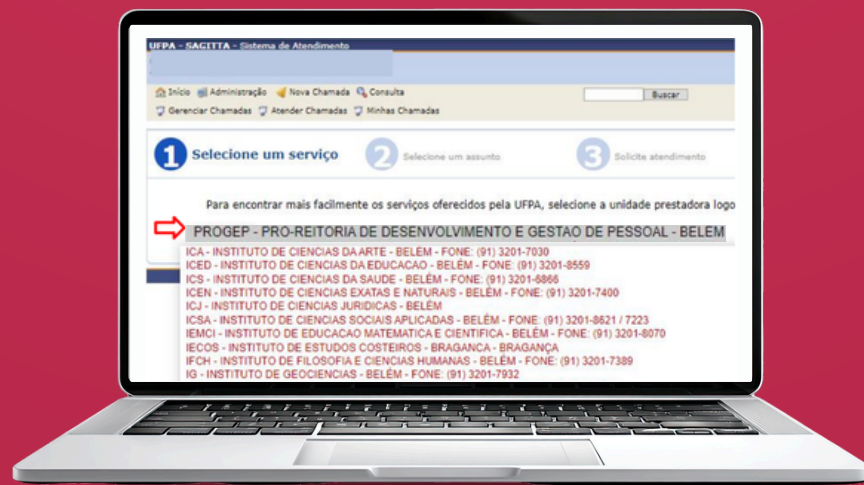 UFPA - SAGITTA - Sistema de Atendimento
Início Administração Nova Chamada Consulta
Buscar
Gerenciar Chamadas Atender Chamadas Minhas Chamadas
1 Selecione um serviço 2 Selecione um assunto 3 Solicite atendimento
Para encontrar mais facilmente os serviços oferecidos pela UFPA, selecione a unidade prestadora logo
PROGEP - PRO-REITORIA DE DESENVOLVIMENTO E GESTAO DE PESSOAL - BELEM
ICA - INSTITUTO DE CIENCIAS DA ARTE - BELÉM - FONE: (91) 3201-7030
ICED - INSTITUTO DE CIENCIAS DA EDUCACAO - BELÉM - FONE: (91) 3201-8559
ICS - INSTITUTO DE CIENCIAS DA SAUDE - BELÉM - FONE: (91) 3201-6866
ICEN - INSTITUTO DE CIENCIAS EXATAS E NATURAIS - BELÉM - FONE: (91) 3201-7400
ICJ - INSTITUTO DE CIENCIAS JURIDICAS - BELÉM
ICSA - INSTITUTO DE CIENCIAS SOCIAIS APLICADAS - BELÉM - FONE: (91) 3201-8621 / 7223
IEMCI - INSTITUTO DE EDUCACAO MATEMATICA E CIENTIFICA - BELÉM - FONE: (91) 3201-8070
IECOS - INSTITUTO DE ESTUDOS COSTEIROS - BRAGANCA - BRAGANÇA
IFCH - INSTITUTO DE FILOSOFIA E CIENCIAS HUMANAS - BELÉM - FONE: (91) 3201-7389
IG - INSTITUTO DE GEOCIENCIAS - BELÉM - FONE: (91) 3201-7932